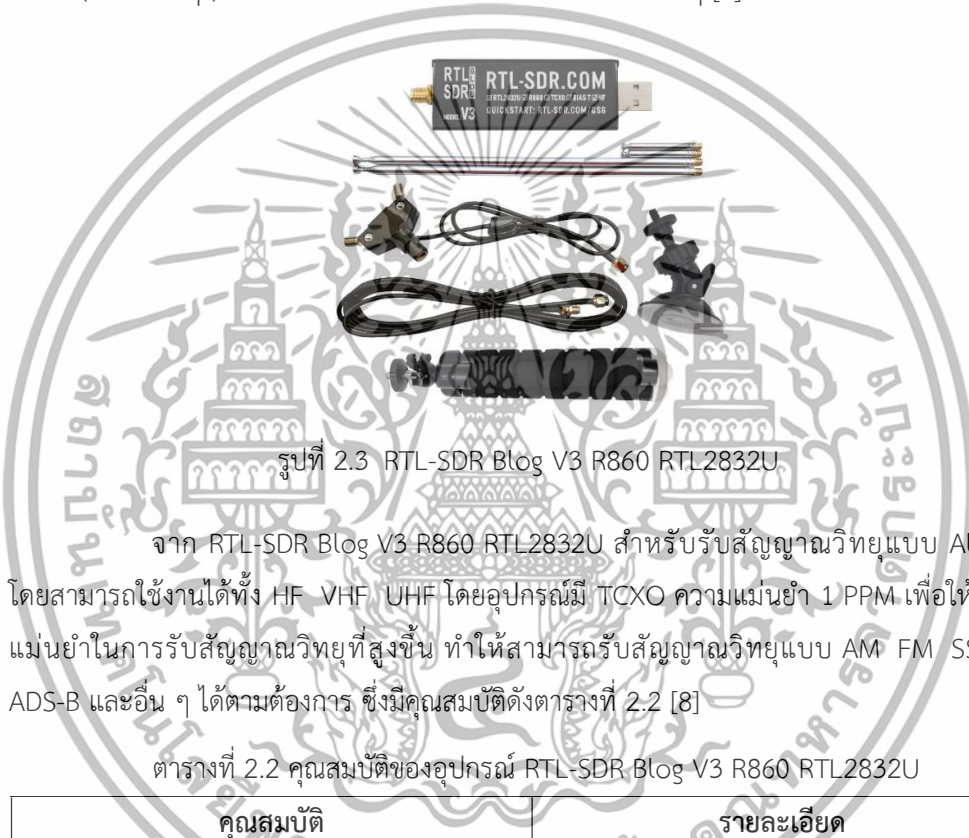 RTL SDR BLOG
MODEL: V3
RTL-SDR.COM
QUICKSTART: RTL-SDR.COM/QSG
รูปที่ 2.3 RTL-SDR Blog V3 R860 RTL2832U
จาก RTL-SDR Blog V3 R860 RTL2832U สำหรับรับสัญญาณวิทยุแบบ
โดยสามารถใช้งานได้ทั้ง HF VHF UHF โดยอุปกรณ์มี TCXO ความแม่นยำ 1 PPM เพื่อให้
แม่นยำในการรับสัญญาณวิทยุที่สูงขึ้น ทำให้สามารถรับสัญญาณวิทยุแบบ AM FM
ADS-B และอื่น ๆ ได้ตามต้องการ ซึ่งมีคุณสมบัติดังตารางที่ 2.2 [8]
ตารางที่ 2.2 คุณสมบัติของอุปกรณ์ RTL-SDR Blog V3 R860 RTL2832U
คุณสมบัติ รายละเอียด